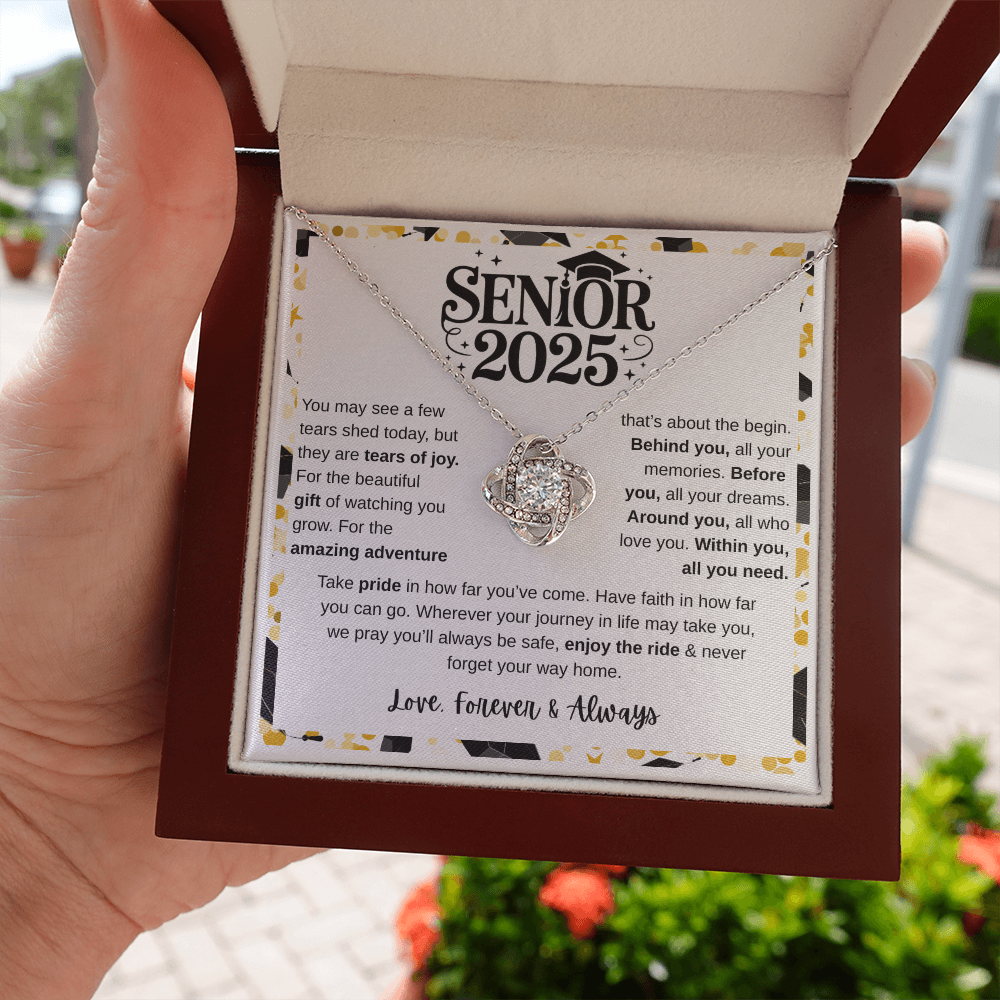 SENIOR
2025
You may see a few
tears shed today, but
they are tears of joy.
For the beautiful
gift of watching you
grow. For the
amazing adventure
that's about the begin.
Behind you, all your
memories. Before
you, all your dreams.
Around you, all who
love you. Within you,
all you need.
Take pride in how far you've come. Have faith in how far
you can go. Wherever your journey in life may take you,
we pray you'll always be safe, enjoy the ride & never
forget your way home.
Love, Forever & Always